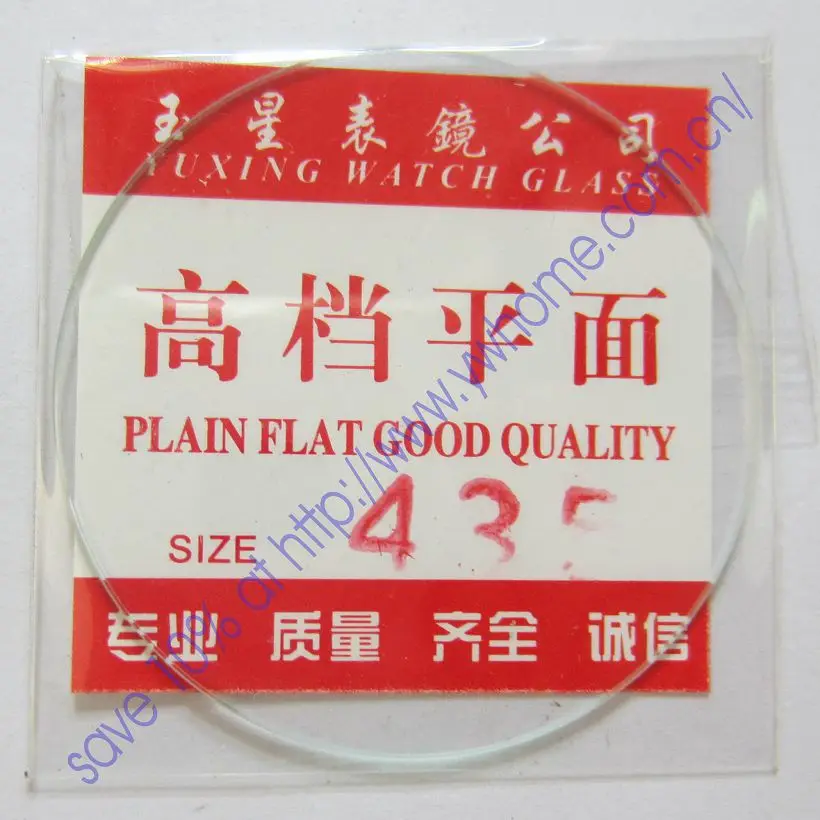 玉星表鏡公司
YUXING WATCH GLASS
高档平面
PLAIN FLAT GOOD QUALITY
SIZE 435
专业 质量 齐全 诚信
save 10% at http://www.ywhome.com.cn/